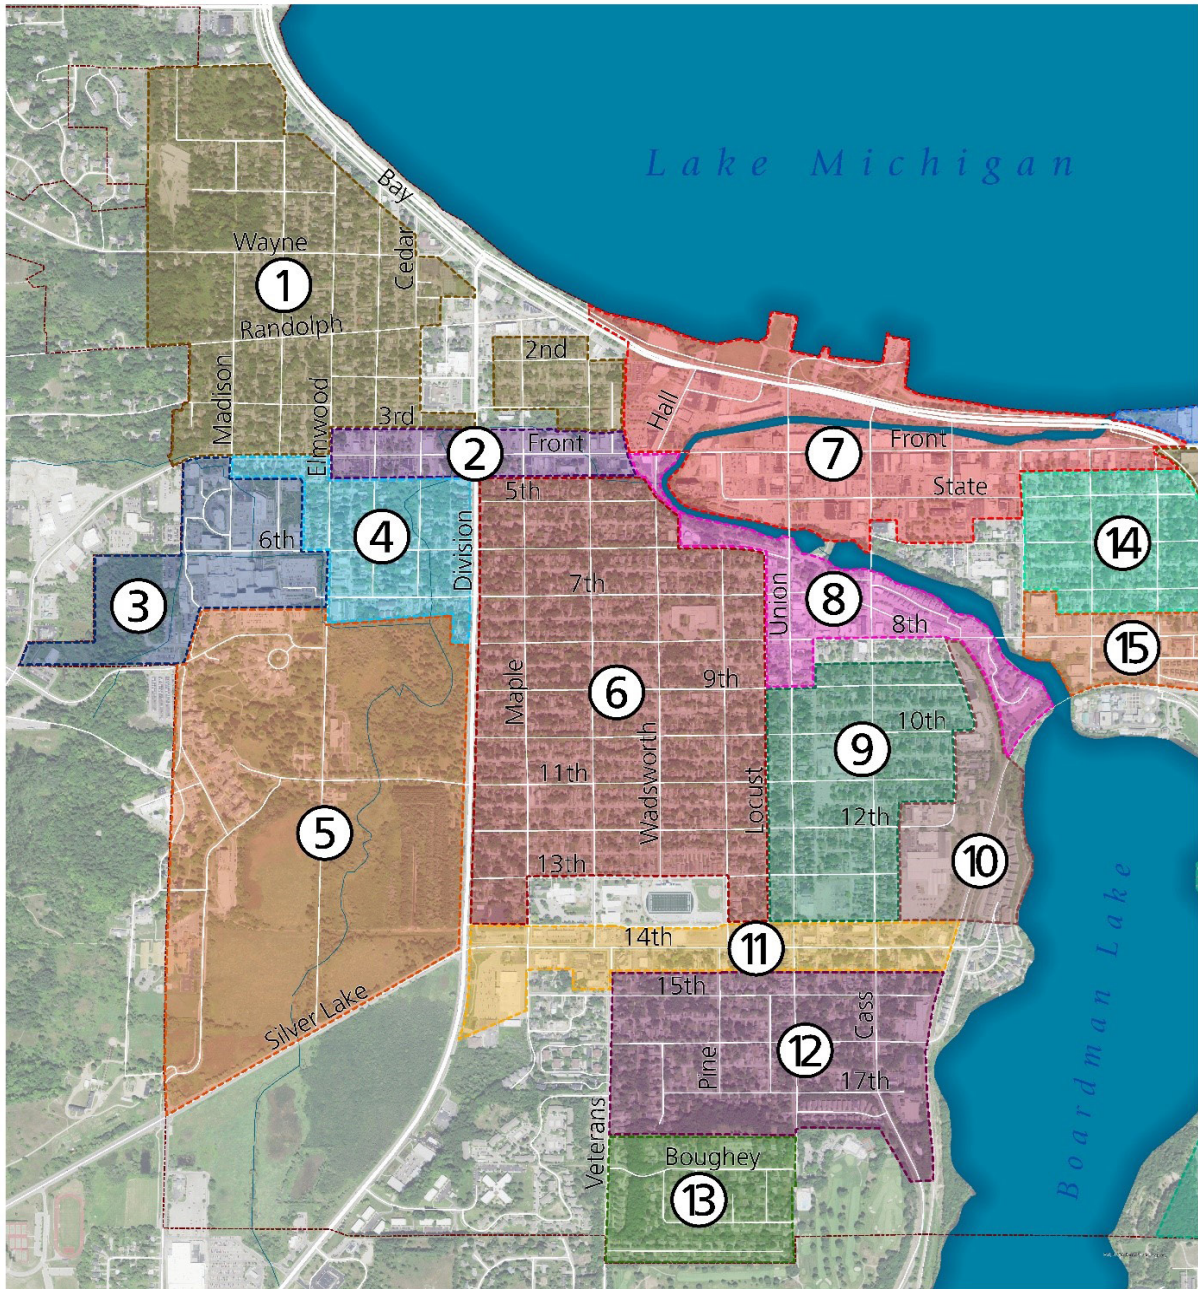 Lake Michigan
Bay
Wayne
Cedar
1
Randolph
2nd
Madison
Elmwood
3rd
Hall
2
Front
7
Front
5th
State
6th
4
Division
14
3
7th
Union
8
8th
15
Maple
6
9th
10th
9
11th
Wadsworth
Locust
12th
5
13th
10
14th
11
Boardman Lake
15th
Silver Lake
Cass
Pine
12
17th
Veterans
Boughey
13